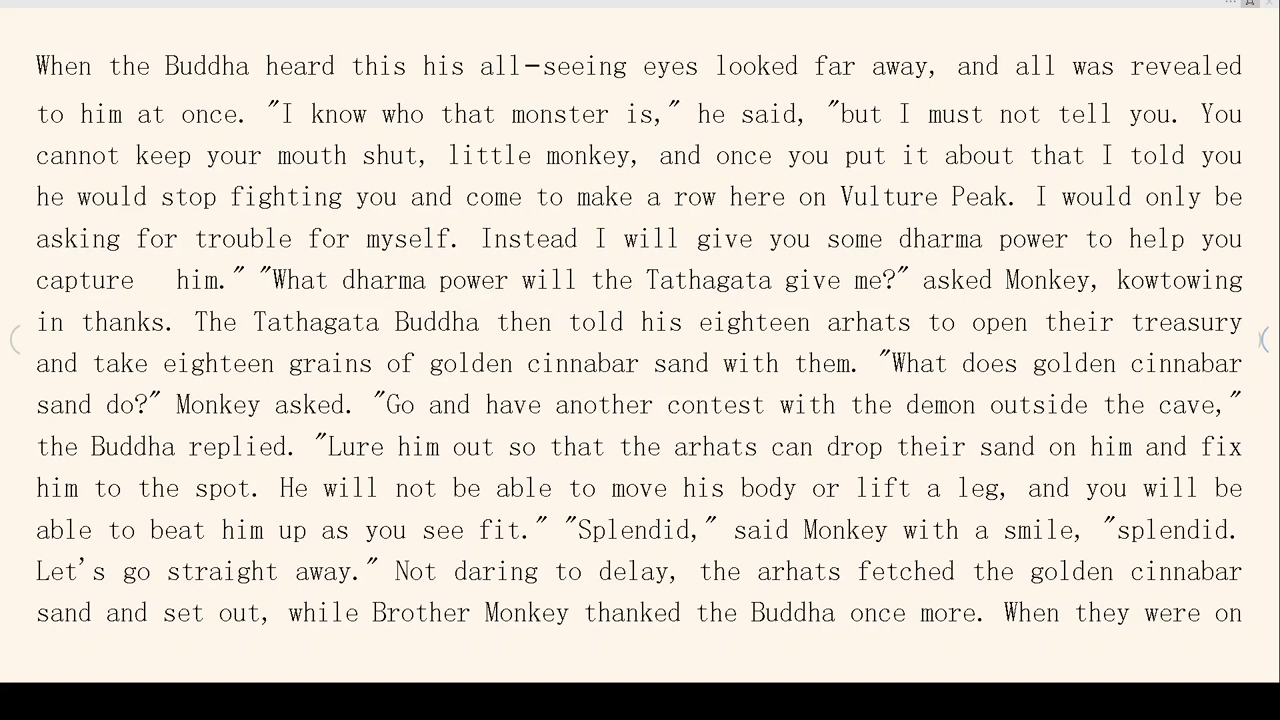 When the Buddha heard this his all-seeing eyes looked far away, and all was revealed
to him at once. "I know who that monster is," he said, "but I must not tell you. You
cannot keep your mouth shut, little monkey, and once you put it about that I told you
he would stop fighting you and come to make a row here on Vulture Peak. I would only be
asking for trouble for myself. Instead I will give you some dharma power to help you
capture him." "What dharma power will the Tathagata give me?" asked Monkey, kowtowing
in thanks. The Tathagata Buddha then told his eighteen arhats to open their treasury
and take eighteen grains of golden cinnabar sand with them. "What does golden cinnabar
sand do?" Monkey asked. "Go and have another contest with the demon outside the cave,"
the Buddha replied. "Lure him out so that the arhats can drop their sand on him and fix
him to the spot. He will not be able to move his body or lift a leg, and you will be
able to beat him up as you see fit." "Splendid," said Monkey with a smile, "splendid.
Let's go straight away." Not daring to delay, the arhats fetched the golden cinnabar
sand and set out, while Brother Monkey thanked the Buddha once more. When they were on